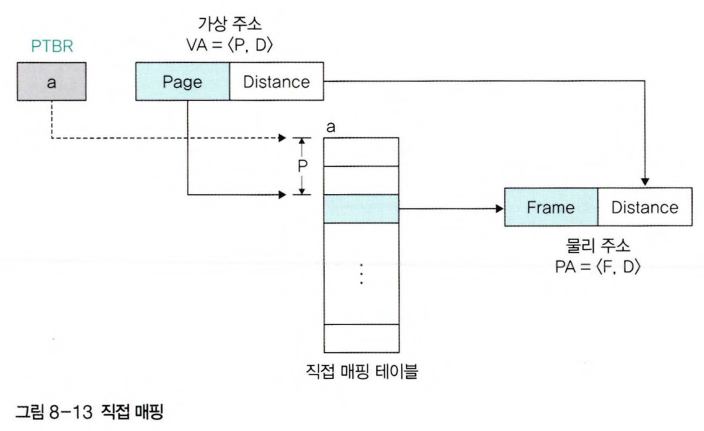 가상 주소
PTBR
VA = ⟨P, D⟩
a
Page
Distance
a
P
Frame
Distance
물리 주소
PA = ⟨F, D⟩
⋮
직접 매핑 테이블
그림 8-13 직접 매핑